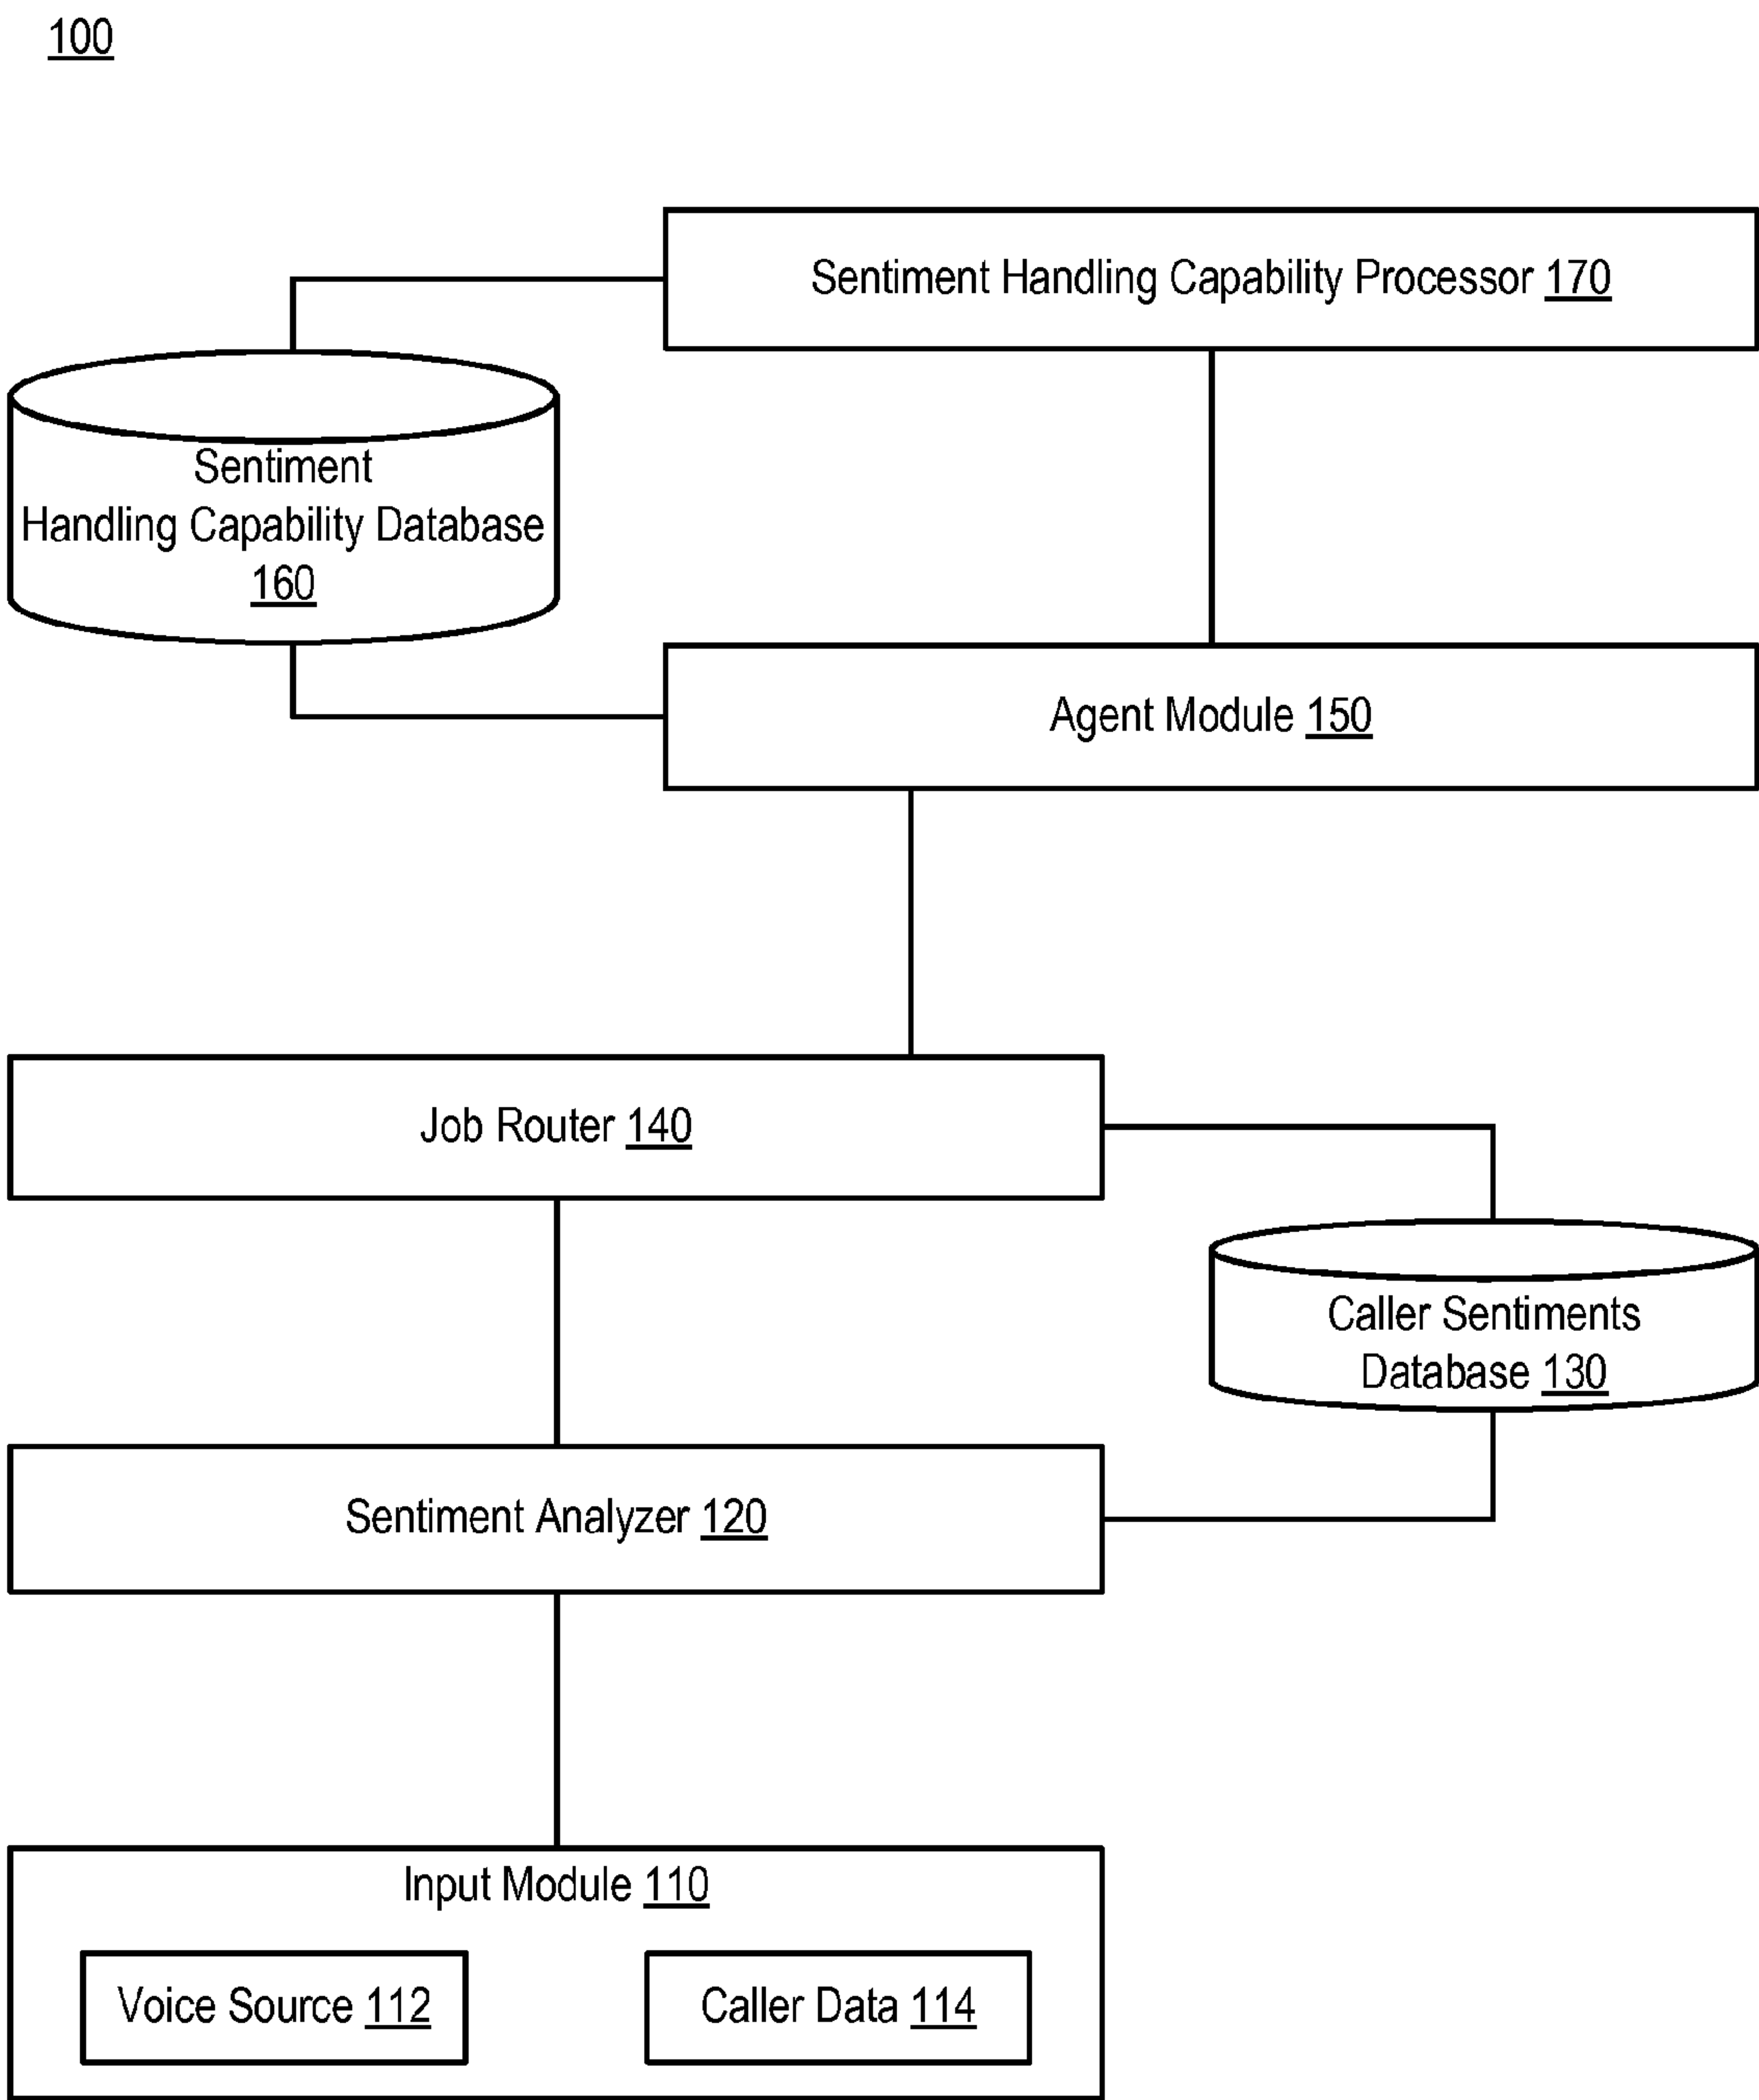 100
Sentiment Handling Capability Processor 170
Sentiment
Handling Capability Database
160
Agent Module 150
Job Router 140
Caller Sentiments
Database 130
Sentiment Analyzer 120
Input Module 110
Voice Source 112
Caller Data 114